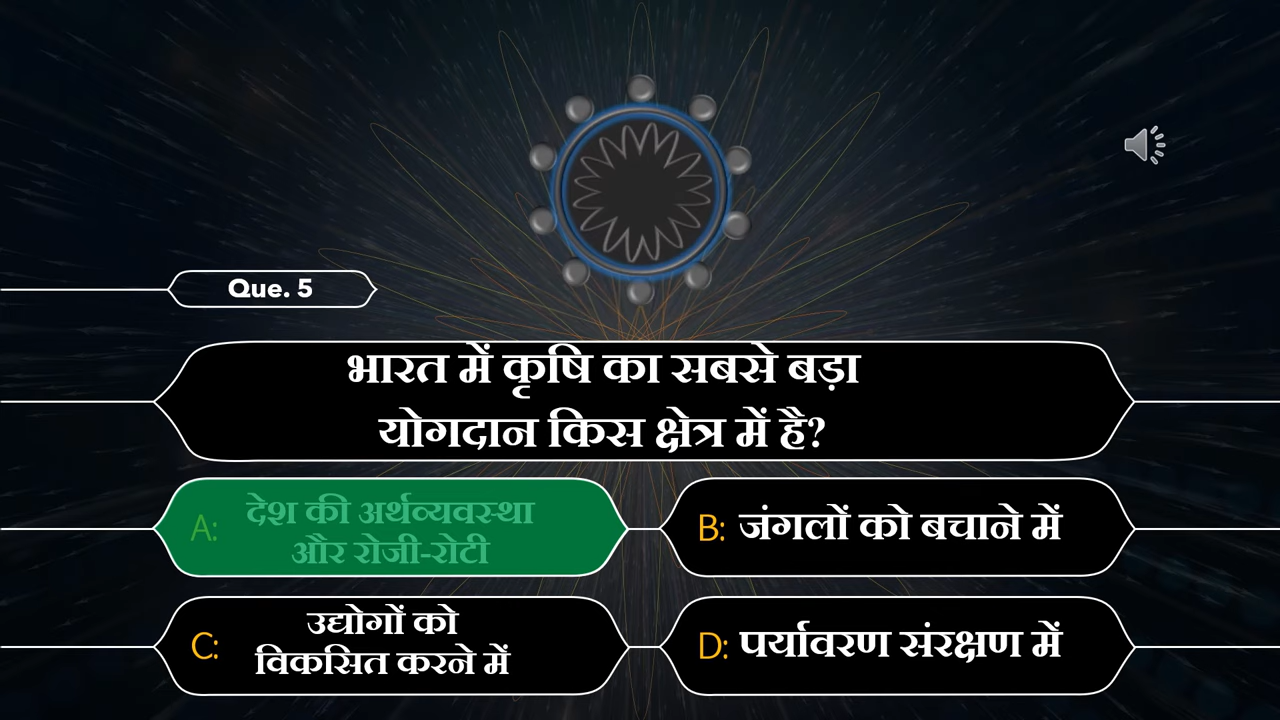 Que. 5
भारत में कृषि का सबसे बड़ा
योगदान किस क्षेत्र में है?
A: देश की अर्थव्यवस्था
और रोजी-रोटी
B: जंगलों को बचाने में
C: उद्योगों को
विकसित करने में
D: पर्यावरण संरक्षण में